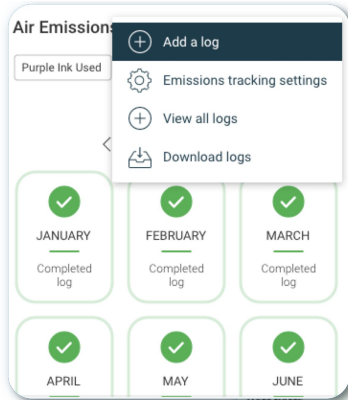 Air Emissions
Add a log
Purple Ink Used
Emissions tracking settings
View all logs
Download logs
JANUARY
Completed
log
FEBRUARY
Completed
log
MARCH
Completed
log
APRIL
MAY
JUNE